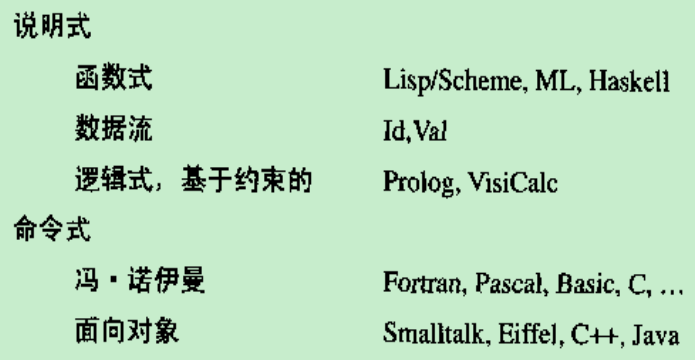 说明式
函数式 Lisp/Scheme, ML, Haskell
数据流 Id,Val
逻辑式，基于约束的 Prolog, VisiCalc
命令式
冯·诺伊曼 Fortran, Pascal, Basic, C, …
面向对象 Smalltalk, Eiffel, C++, Java